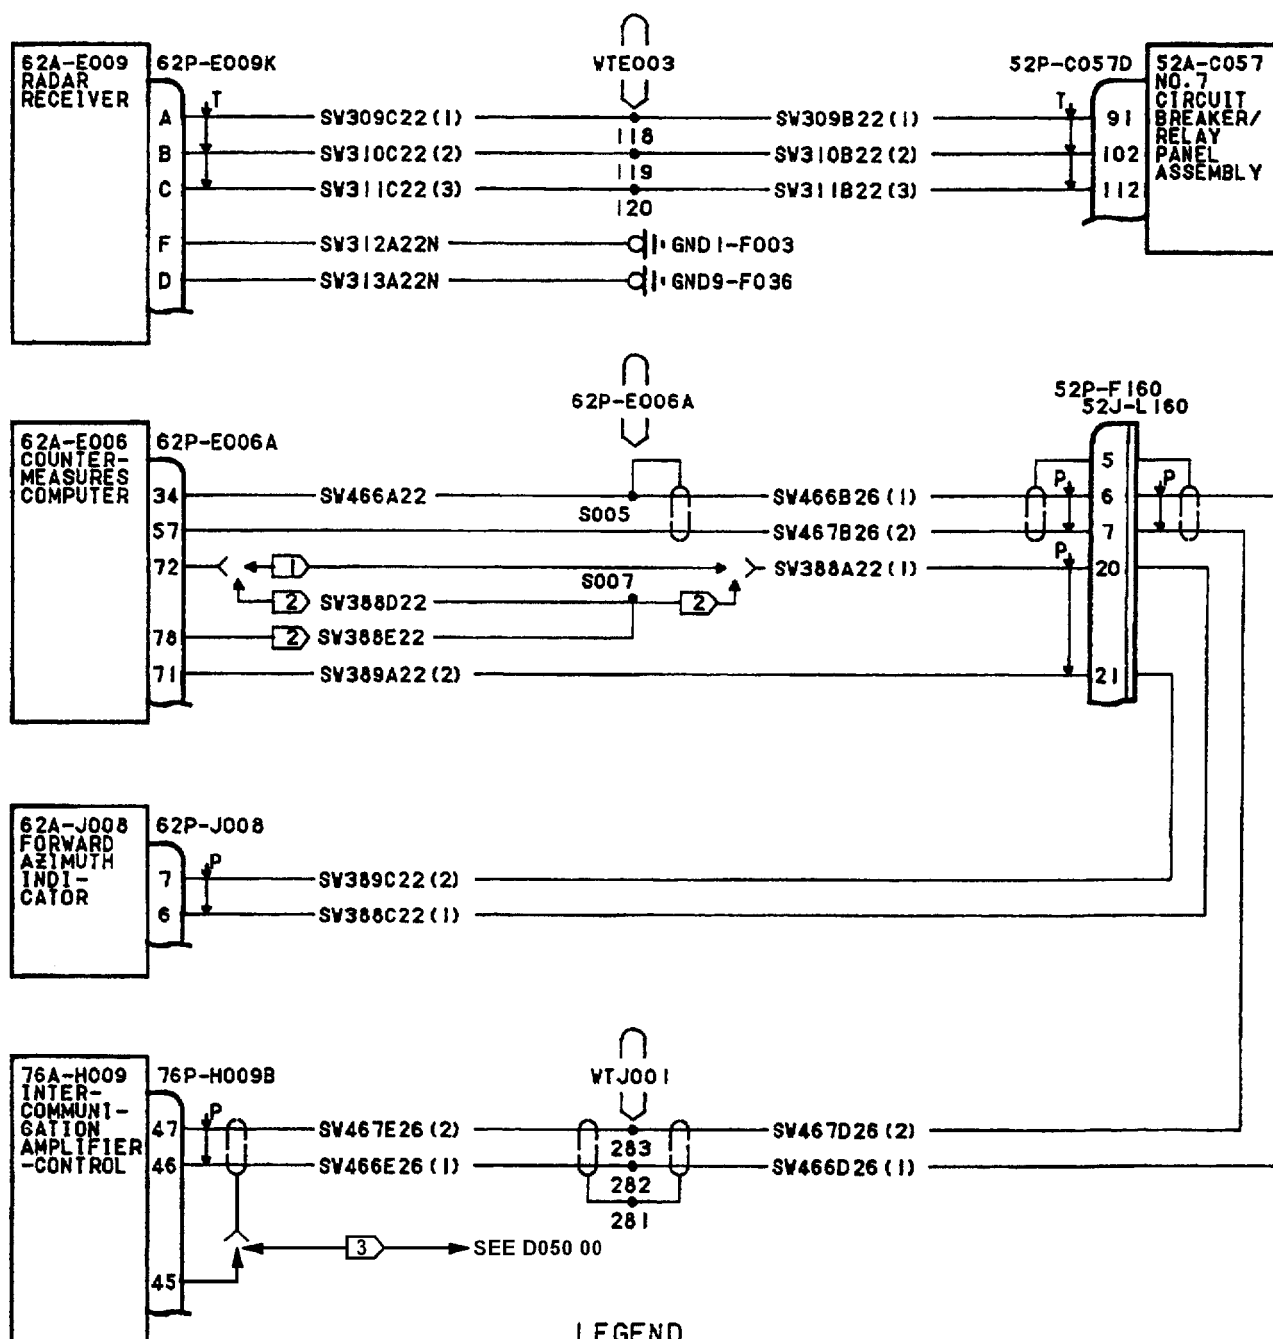 62A-E009
RADAR
RECEIVER
62P-E009K
WTE003
52P-C057D
52A-C057
NO.7
CIRCUIT
BREAKER/
RELAY
PANEL
ASSEMBLY
T
T
A
SW309C22(1)
118
SW309B22(1)
91
B
SW310C22(2)
119
SW310B22(2)
102
C
SW311C22(3)
120
SW311B22(3)
112
F
SW312A22N
GND1-F003
D
SW313A22N
GND9-F036
62P-E006A
52P-F160
52J-L160
62A-E006
COUNTER-
MEASURES
COMPUTER
62P-E006A
5
34
SW466A22
S005
SW466B26(1)
P
6
P
57
SW467B26(2)
7
72
1
S007
SW388A22(1)
P
20
2
SW388D22
2
78
2
SW388E22
71
SW389A22(2)
21
62A-J008
FORWARD
AZIMUTH
INDI-
CATOR
62P-J008
P
7
SW389C22(2)
6
SW388C22(1)
76A-H009
INTER-
COMMUNI-
CATION
AMPLIFIER
-CONTROL
76P-H009B
WTJ001
P
47
SW467E26(2)
283
SW467D26(2)
46
SW466E26(1)
282
SW466D26(1)
281
3
SEE D050 00
45
LEGEND